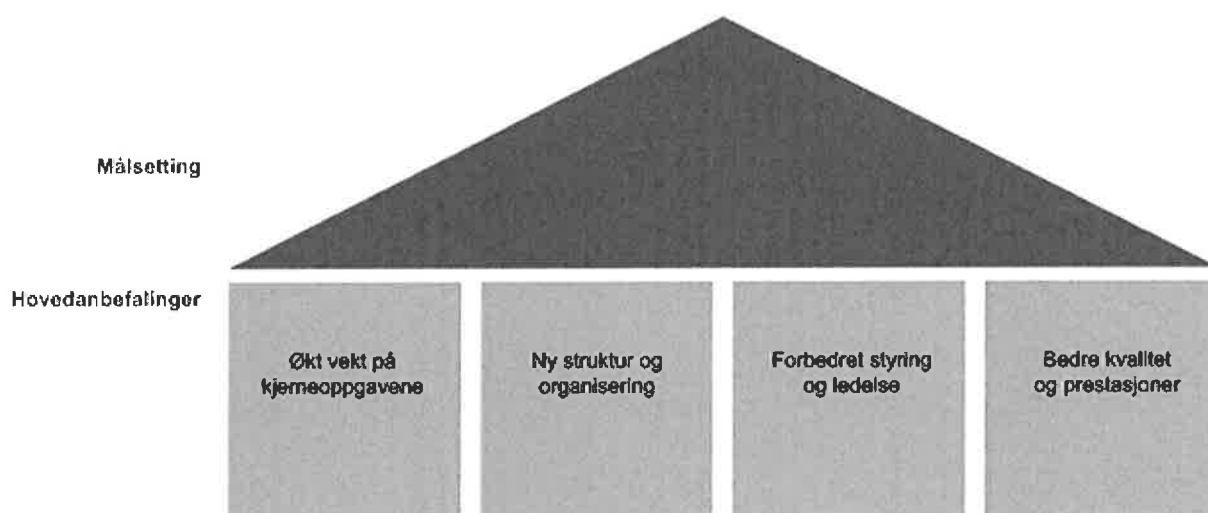 Målsetting
Hovedanbefalinger
Økt vekt på
kjerneoppgavene
Ny struktur og
organisering
Forbedret styring
og ledelse
Bedre kvalitet
og prestasjoner